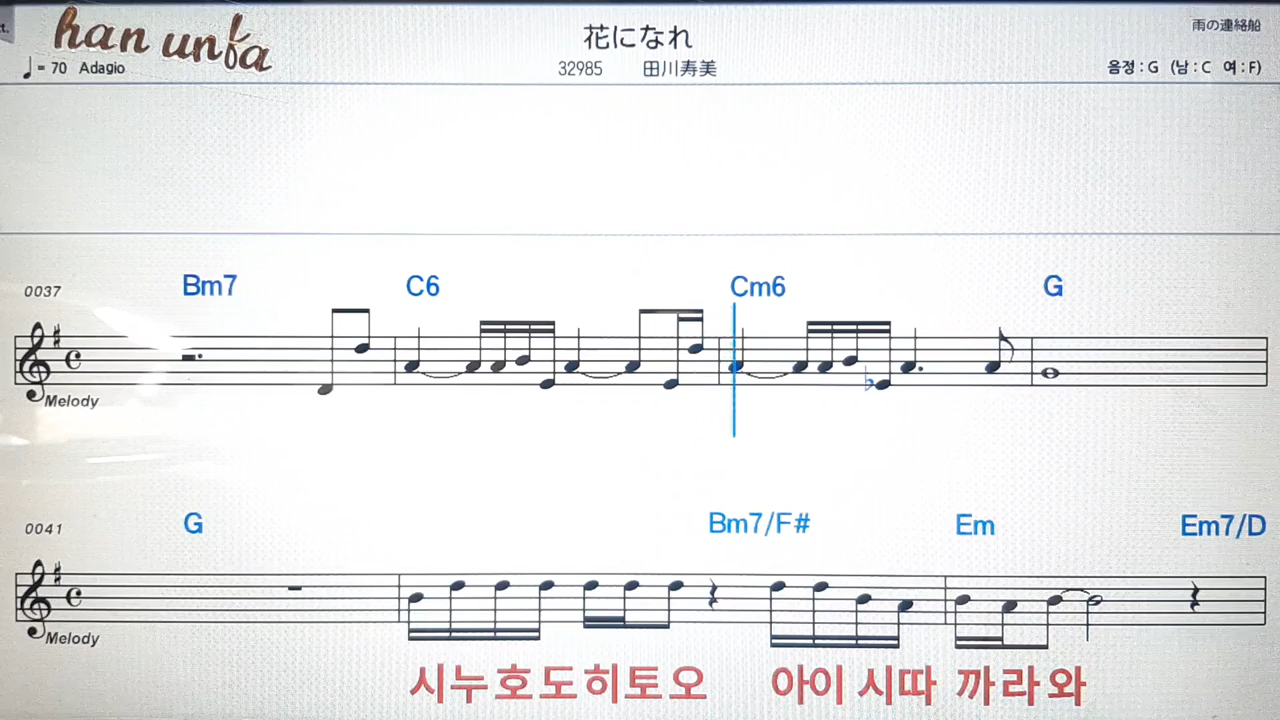 han unba
花になれ
雨の連絡船
♩= 70 Adagio
32985 田川寿美
음정 : G (남 : C 여 : F)
Bm7 C6 Cm6 G
0037
Melody
G Bm7/F# Em Em7/D
0041
Melody
시누호도히토오 아이시따 까라와